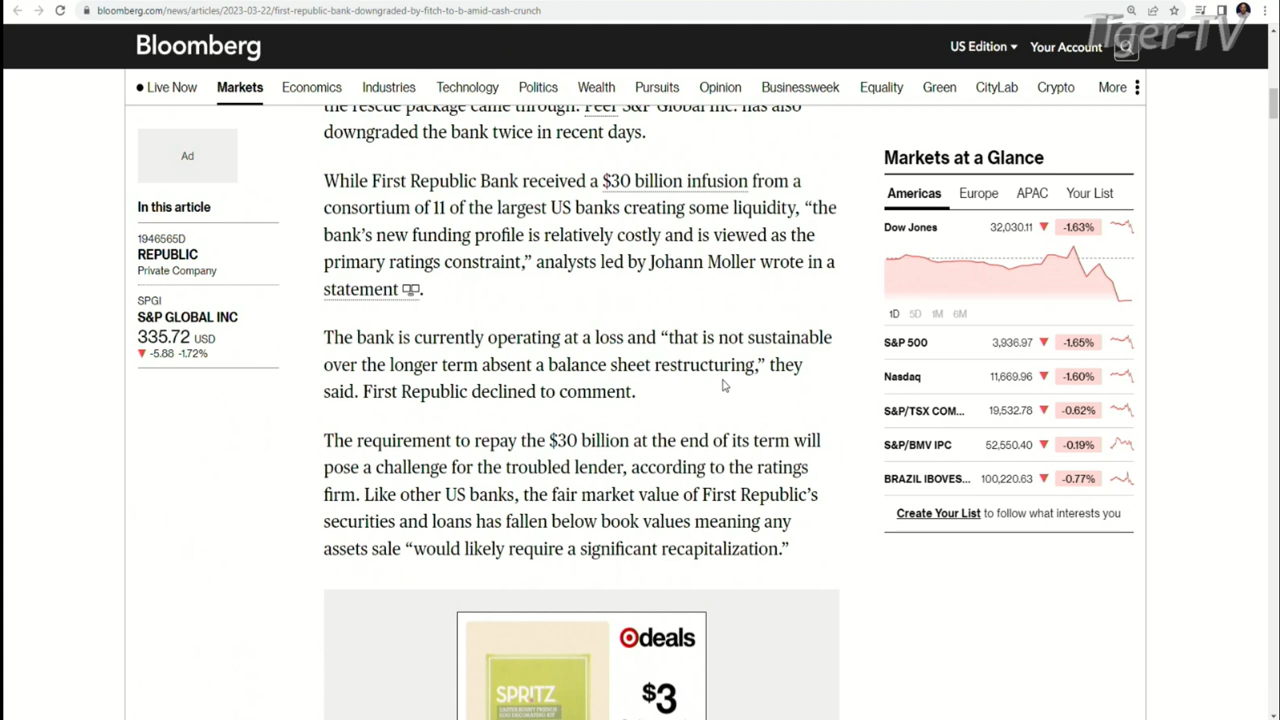 bloomberg.com/news/articles/2023-03-22/first-republic-bank-downgraded-by-fitch-to-b-amid-cash-crunch
Tiger-TV
Bloomberg
US Edition
Your Account
Live Now
Markets
Economics
Industries
Technology
Politics
Wealth
Pursuits
Opinion
Businessweek
Equality
Green
CityLab
Crypto
More
the rescue package came through. Peer S&P Global Inc. has also
downgraded the bank twice in recent days.
While First Republic Bank received a $30 billion infusion from a
consortium of 11 of the largest US banks creating some liquidity, “the
bank’s new funding profile is relatively costly and is viewed as the
primary ratings constraint,” analysts led by Johann Moller wrote in a
statement.
The bank is currently operating at a loss and “that is not sustainable
over the longer term absent a balance sheet restructuring,” they
said. First Republic declined to comment.
The requirement to repay the $30 billion at the end of its term will
pose a challenge for the troubled lender, according to the ratings
firm. Like other US banks, the fair market value of First Republic’s
securities and loans has fallen below book values meaning any
assets sale “would likely require a significant recapitalization.”
Ad
In this article
1946565D
REPUBLIC
Private Company
SPGI
S&P GLOBAL INC
335.72 USD
▼ -5.88 -1.72%
Markets at a Glance
Americas
Europe
APAC
Your List
Dow Jones 32,030.11 ▼ -1.63%
1D 5D 1M 6M
S&P 500 3,936.97 ▼ -1.65%
Nasdaq 11,669.96 ▼ -1.60%
S&P/TSX COM... 19,532.78 ▼ -0.62%
S&P/BMV IPC 52,550.40 ▼ -0.19%
BRAZIL IBOVES... 100,220.63 ▼ -0.77%
Create Your List to follow what interests you
deals
$3
SPRITZ